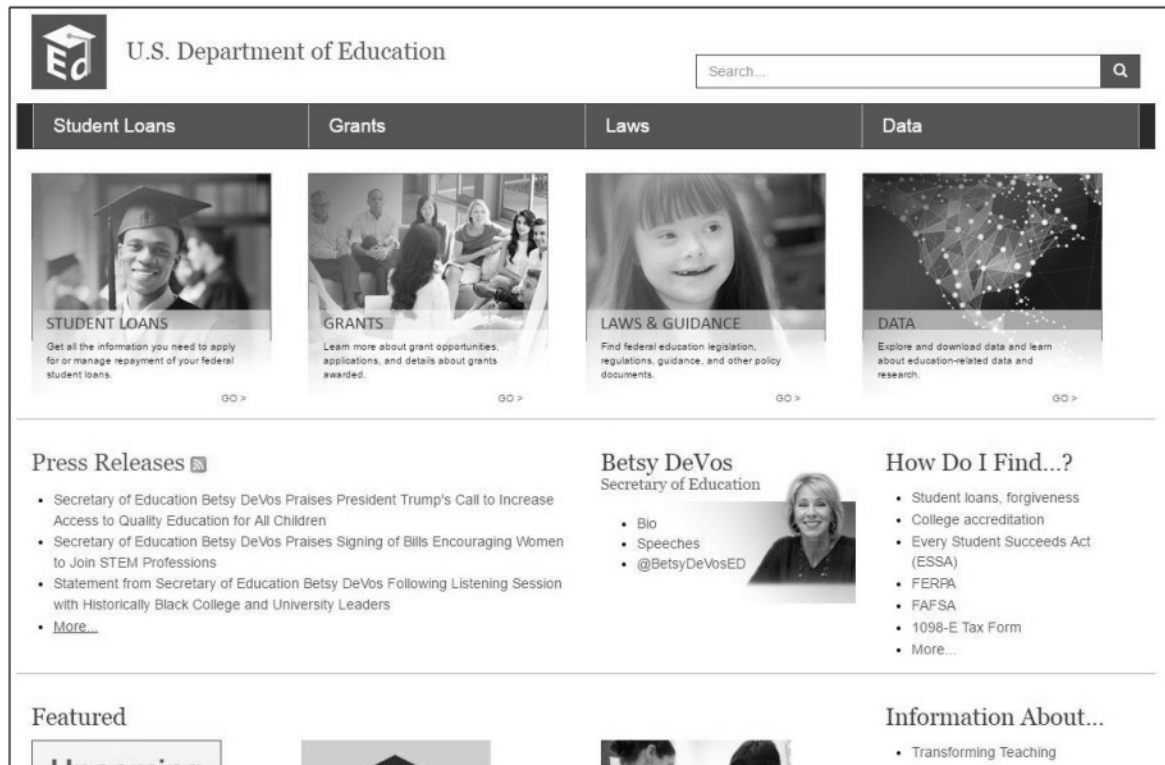 Ed
U.S. Department of Education
Search...
Student Loans
Grants
Laws
Data
STUDENT LOANS
Get all the information you need to apply
for or manage repayment of your federal
student loans.
GO >
GRANTS
Learn more about grant opportunities,
applications, and details about grants
awarded.
GO >
LAWS & GUIDANCE
Find federal education legislation,
regulations, guidance, and other policy
documents.
GO >
DATA
Explore and download data and learn
about education-related data and
research.
GO >
Press Releases
• Secretary of Education Betsy DeVos Praises President Trump's Call to Increase
Access to Quality Education for All Children
• Secretary of Education Betsy DeVos Praises Signing of Bills Encouraging Women
to Join STEM Professions
• Statement from Secretary of Education Betsy DeVos Following Listening Session
with Historically Black College and University Leaders
• More...
Betsy DeVos
Secretary of Education
• Bio
• Speeches
• @BetsyDeVosED
How Do I Find...?
• Student loans, forgiveness
• College accreditation
• Every Student Succeeds Act
(ESSA)
• FERPA
• FAFSA
• 1098-E Tax Form
• More...
Featured
Information About...
• Transforming Teaching